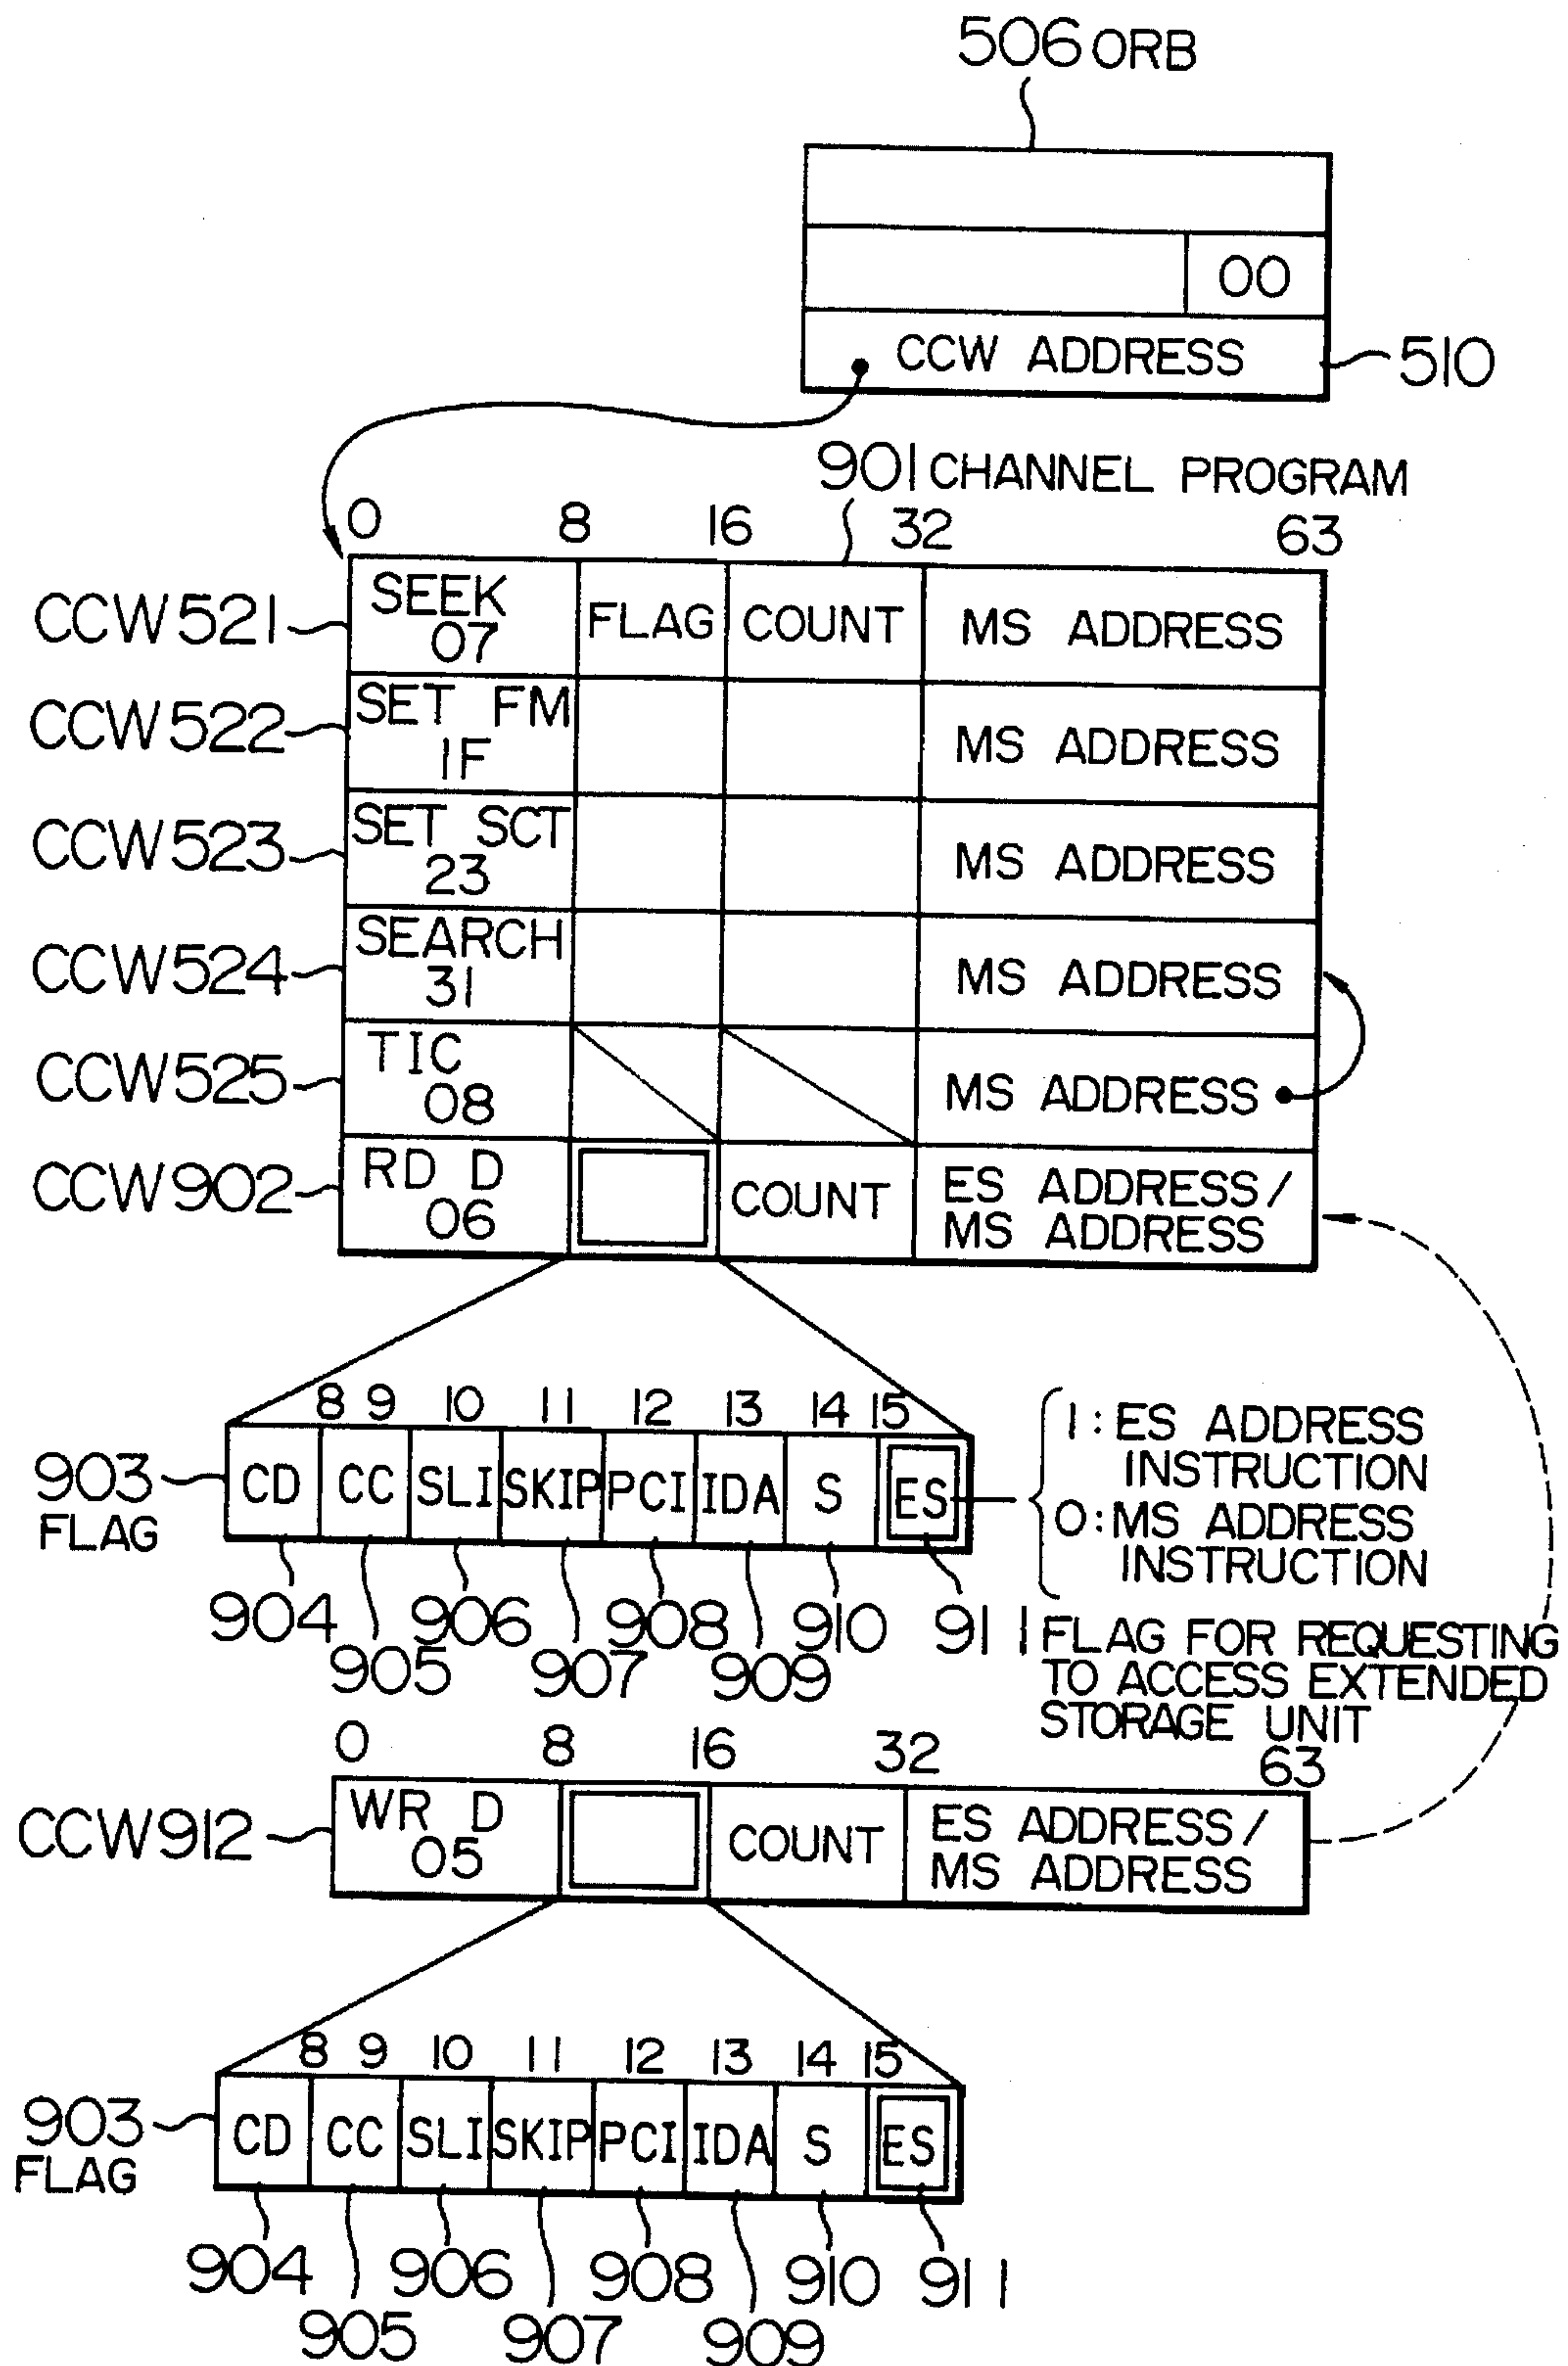 506 ORB
00
CCW ADDRESS
510
901 CHANNEL PROGRAM
0 8 16 32 63
CCW521
SEEK
07
FLAG
COUNT
MS ADDRESS
CCW522
SET FM
1F
MS ADDRESS
CCW523
SET SCT
23
MS ADDRESS
CCW524
SEARCH
31
MS ADDRESS
CCW525
TIC
08
MS ADDRESS
CCW902
RD D
06
COUNT
ES ADDRESS/
MS ADDRESS
8 9 10 11 12 13 14 15
903
FLAG
CD CC SLI SKIP PCI IDA S ES
1: ES ADDRESS
INSTRUCTION
0: MS ADDRESS
INSTRUCTION
904 906 908 910 911
905 907 909
FLAG FOR REQUESTING
TO ACCESS EXTENDED
STORAGE UNIT
0 8 16 32 63
CCW912
WR D
05
COUNT
ES ADDRESS/
MS ADDRESS
8 9 10 11 12 13 14 15
903
FLAG
CD CC SLI SKIP PCI IDA S ES
904 906 908 910 911
905 907 909